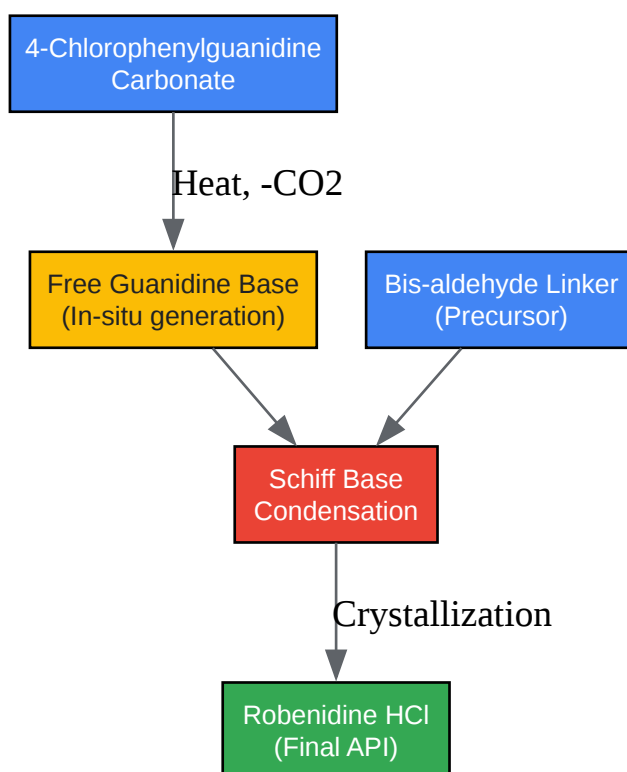 4-Chlorophenylguanidine
Carbonate
Heat, -CO2
Free Guanidine Base
(In-situ generation)
Bis-aldehyde Linker
(Precursor)
Schiff Base
Condensation
Crystallization
Robenidine HCl
(Final API)